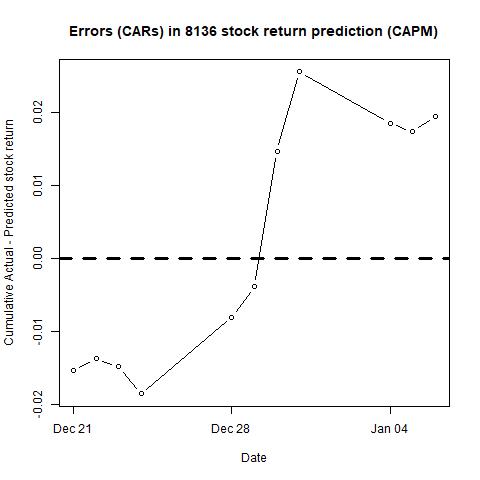 Errors (CARs) in 8136 stock return prediction (CAPM)
Cumulative Actual - Predicted stock return
0.02
0.01
0.00
-0.01
-0.02
Dec 21
Dec 28
Jan 04
Date